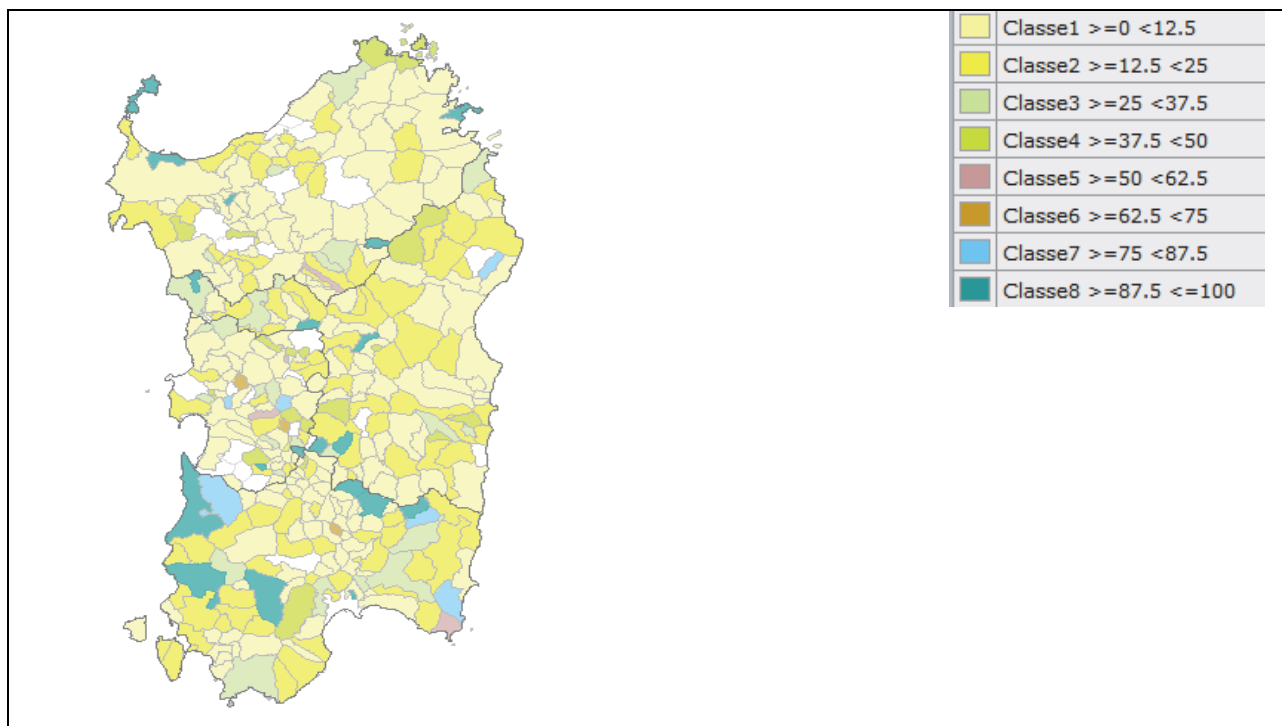 Classe1 >=0 <12.5
Classe2 >=12.5 <25
Classe3 >=25 <37.5
Classe4 >=37.5 <50
Classe5 >=50 <62.5
Classe6 >=62.5 <75
Classe7 >=75 <87.5
Classe8 >=87.5 <=100